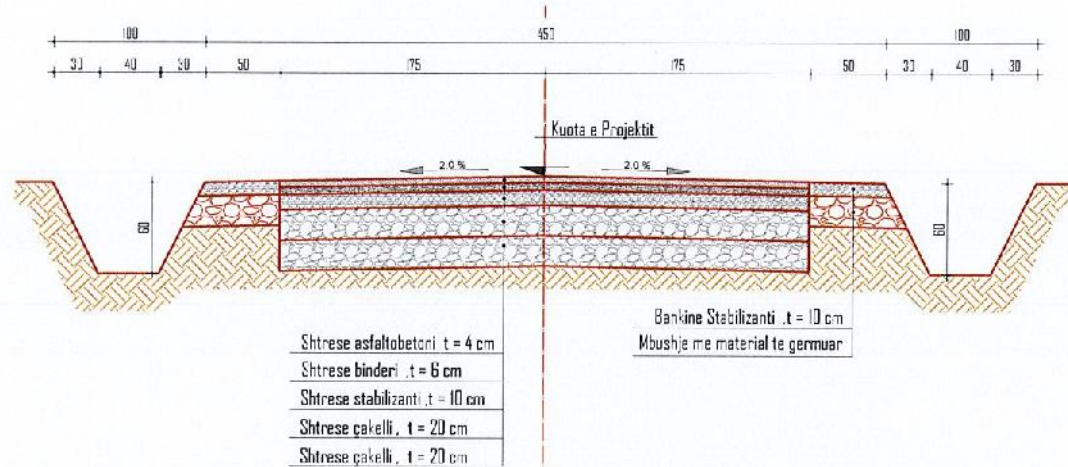 100 450 100
30 40 30 50 175 175 50 30 40 30
Kuota e Projektit
2.0 % 2.0 %
60 60
Bankine Stabilizanti .t = 10 cm
Mbushje me material te germuar
Shtrese asfaltobetoni t = 4 cm
Shtrese binderi .t = 6 cm
Shtrese stabilizanti .t = 10 cm
Shtrese çakelli , t = 20 cm
Shtrese çakelli , t = 20 cm